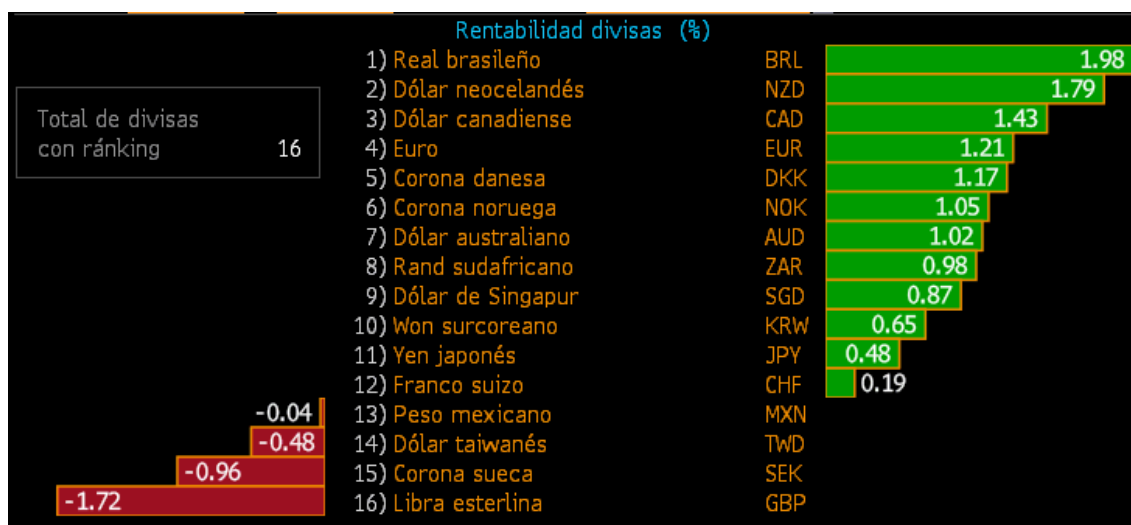 Rentabilidad divisas (%)
Total de divisas
con ránking 16
1) Real brasileño BRL 1.98
2) Dólar neocelandés NZD 1.79
3) Dólar canadiense CAD 1.43
4) Euro EUR 1.21
5) Corona danesa DKK 1.17
6) Corona noruega NOK 1.05
7) Dólar australiano AUD 1.02
8) Rand sudafricano ZAR 0.98
9) Dólar de Singapur SGD 0.87
10) Won surcoreano KRW 0.65
11) Yen japonés JPY 0.48
12) Franco suizo CHF 0.19
-0.04 13) Peso mexicano MXN
-0.48 14) Dólar taiwanés TWD
-0.96 15) Corona sueca SEK
-1.72 16) Libra esterlina GBP